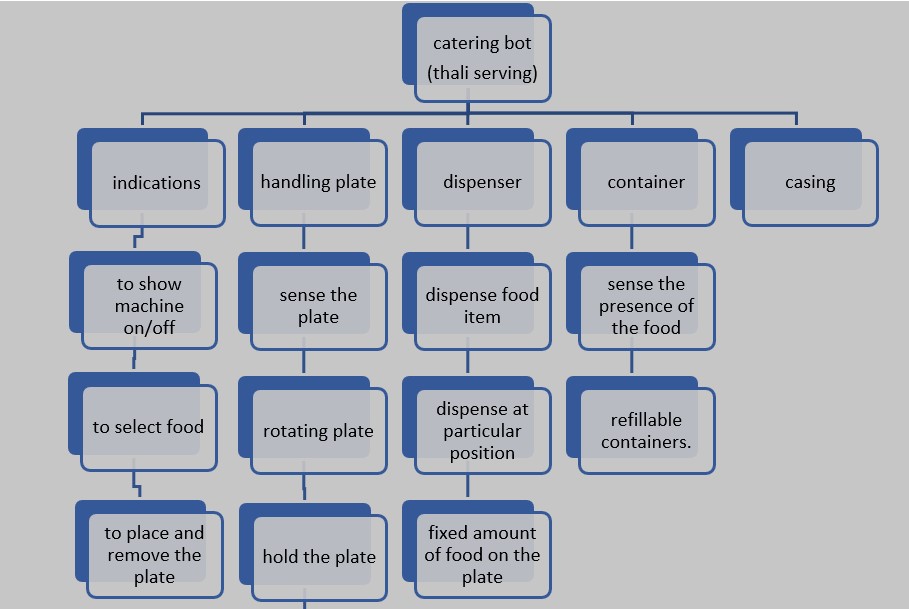 catering bot
(thali serving)
indications
handling plate
dispenser
container
casing
to show
machine
on/off
sense the
plate
dispense food
item
sense the
presence of
the food
to select food
rotating plate
dispense at
particular
position
refillable
containers.
to place and
remove the
plate
hold the plate
fixed amount
of food on the
plate